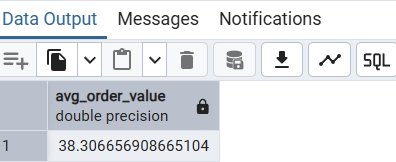 Data Output Messages Notifications
SQL
avg_order_value
double precision
1 38.306656908665104